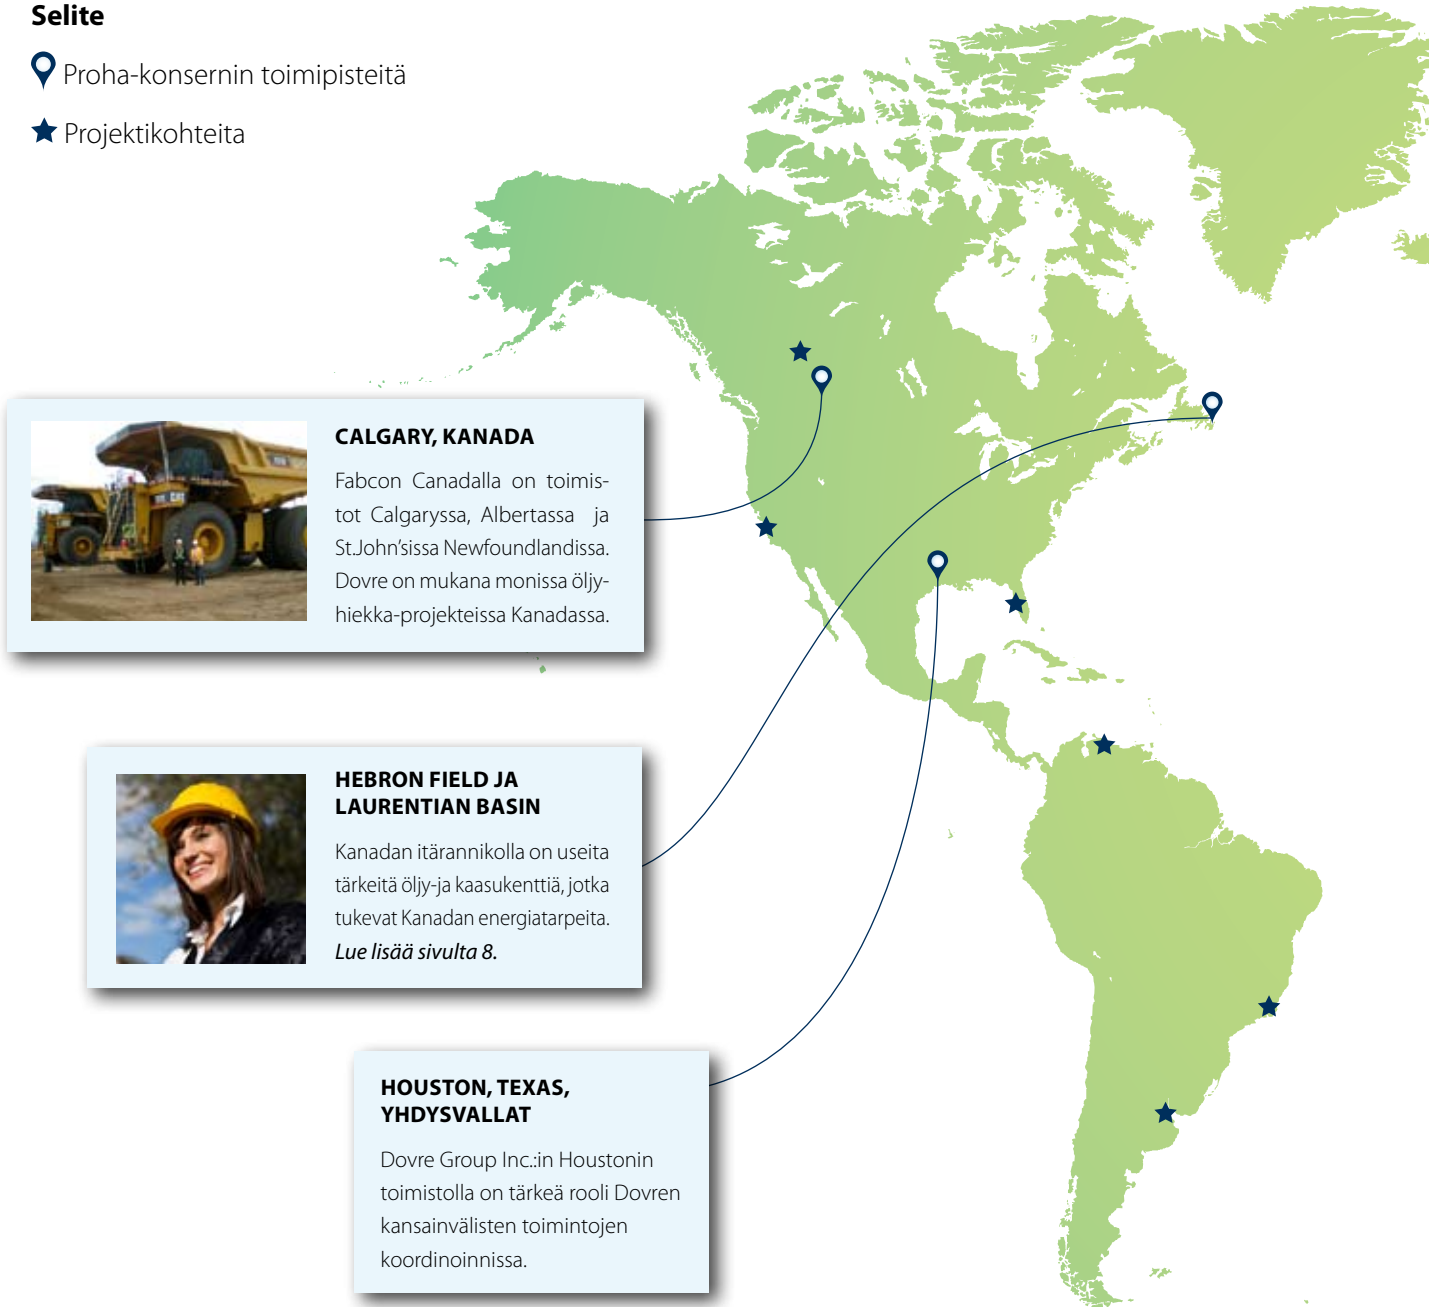 Selite
Proha-konsernin toimipisteitä
Projektikohteita
CALGARY, KANADA
Fabcon Canadalla on toimis-
tot Calgaryssa, Albertassa ja
St.John'sissa Newfoundlandissa.
Dovre on mukana monissa öljy-
hiekka-projekteissa Kanadassa.
HEBRON FIELD JA
LAURENTIAN BASIN
Kanadan itärannikolla on useita
tärkeitä öljy-ja kaasukenttiä, jotka
tukevat Kanadan energiatarpeita.
Lue lisää sivulta 8.
HOUSTON, TEXAS,
YHDYSVALLAT
Dovre Group Inc.:in Houstonin
toimistolla on tärkeä rooli Dovren
kansainvälisten toimintojen
koordinoinnissa.